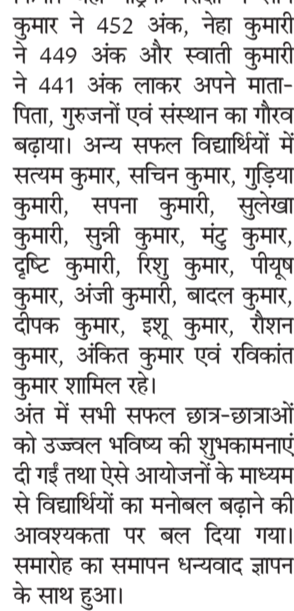 कुमार ने 452 अंक, नेहा कुमारी
ने 449 अंक और स्वाती कुमारी
ने 441 अंक लाकर अपने माता-
पिता, गुरुजनों एवं संस्थान का गौरव
बढ़ाया। अन्य सफल विद्यार्थियों में
सत्यम कुमार, सचिन कुमार, गुड़िया
कुमारी, सपना कुमारी, सुलेखा
कुमारी, सुन्नी कुमार, मंटु कुमार,
दृष्टि कुमारी, रिशु कुमार, पीयूष
कुमार, अंजी कुमारी, बादल कुमार,
दीपक कुमार, इशू कुमार, रौशन
कुमार, अंकित कुमार एवं रविकांत
कुमार शामिल रहे।
अंत में सभी सफल छात्र-छात्राओं
को उज्ज्वल भविष्य की शुभकामनाएं
दी गईं तथा ऐसे आयोजनों के माध्यम
से विद्यार्थियों का मनोबल बढ़ाने की
आवश्यकता पर बल दिया गया।
समारोह का समापन धन्यवाद ज्ञापन
के साथ हुआ।